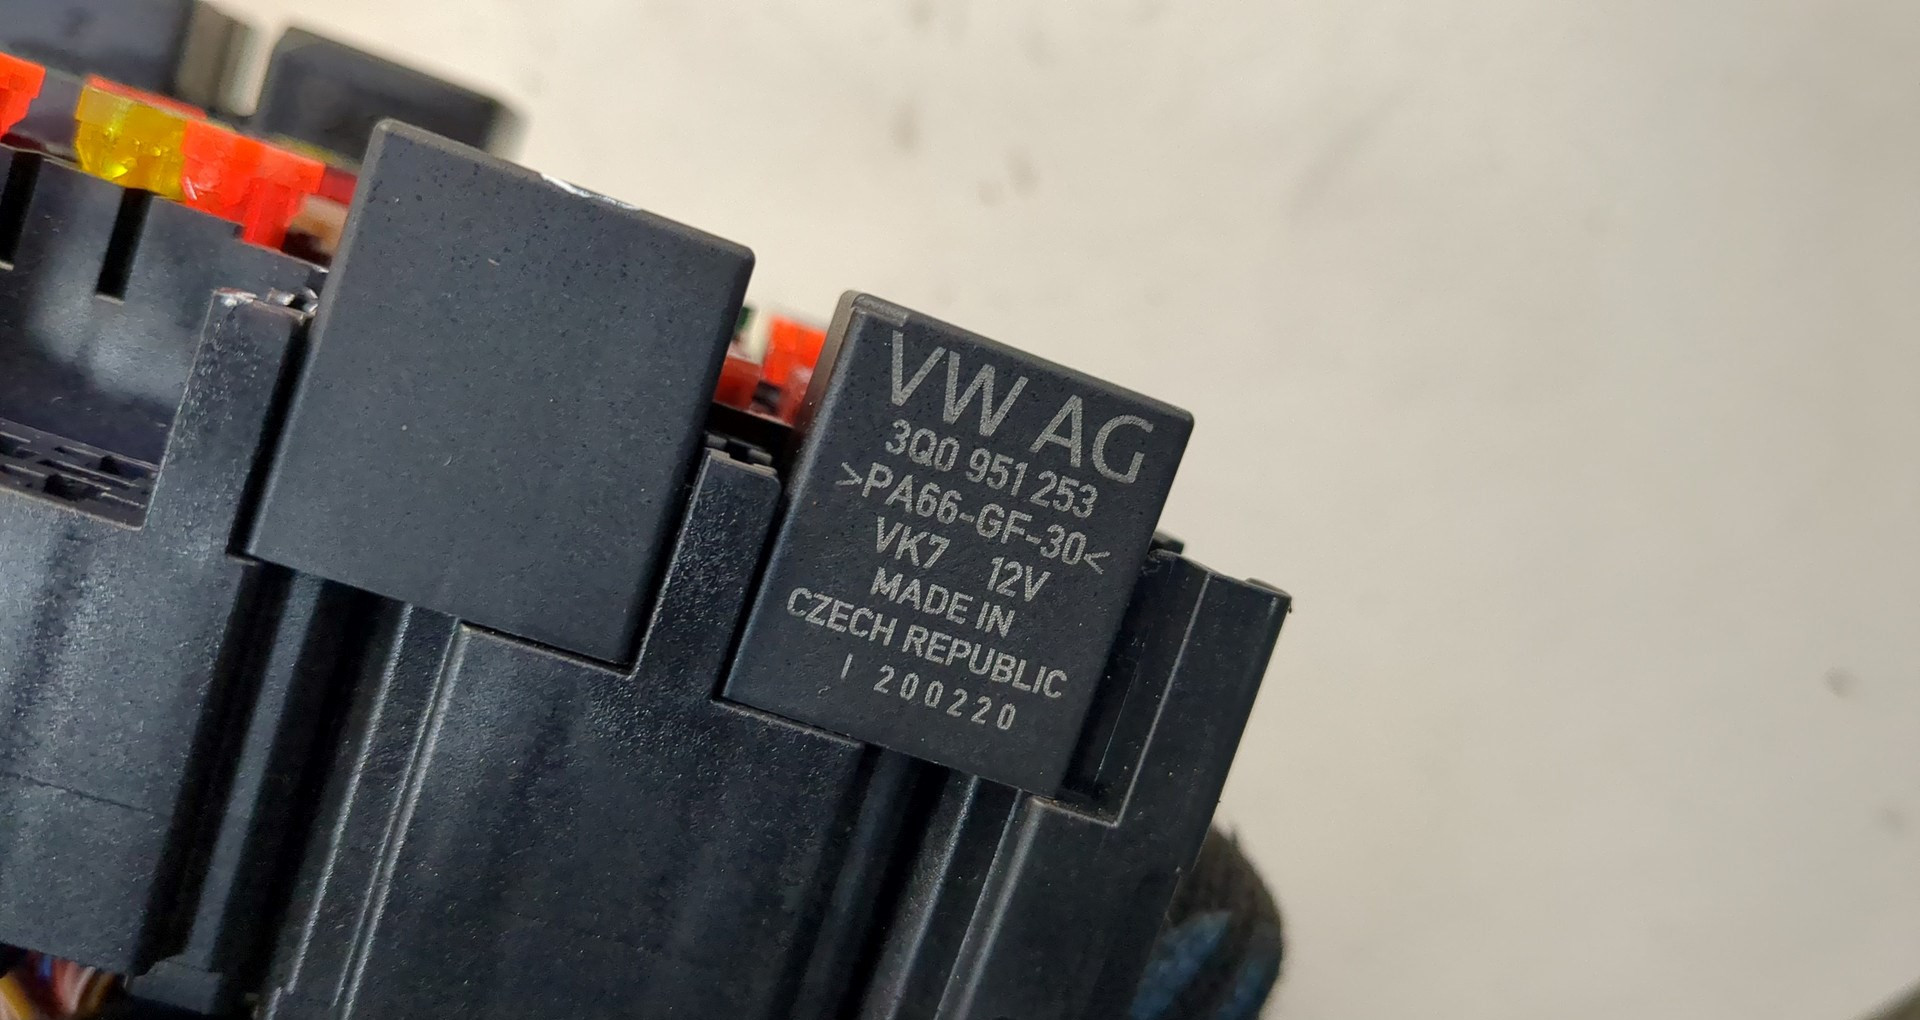 VW AG
3Q0 951 253
>PA66-GF-30<
VK7 12V
MADE IN
CZECH REPUBLIC
I 200220